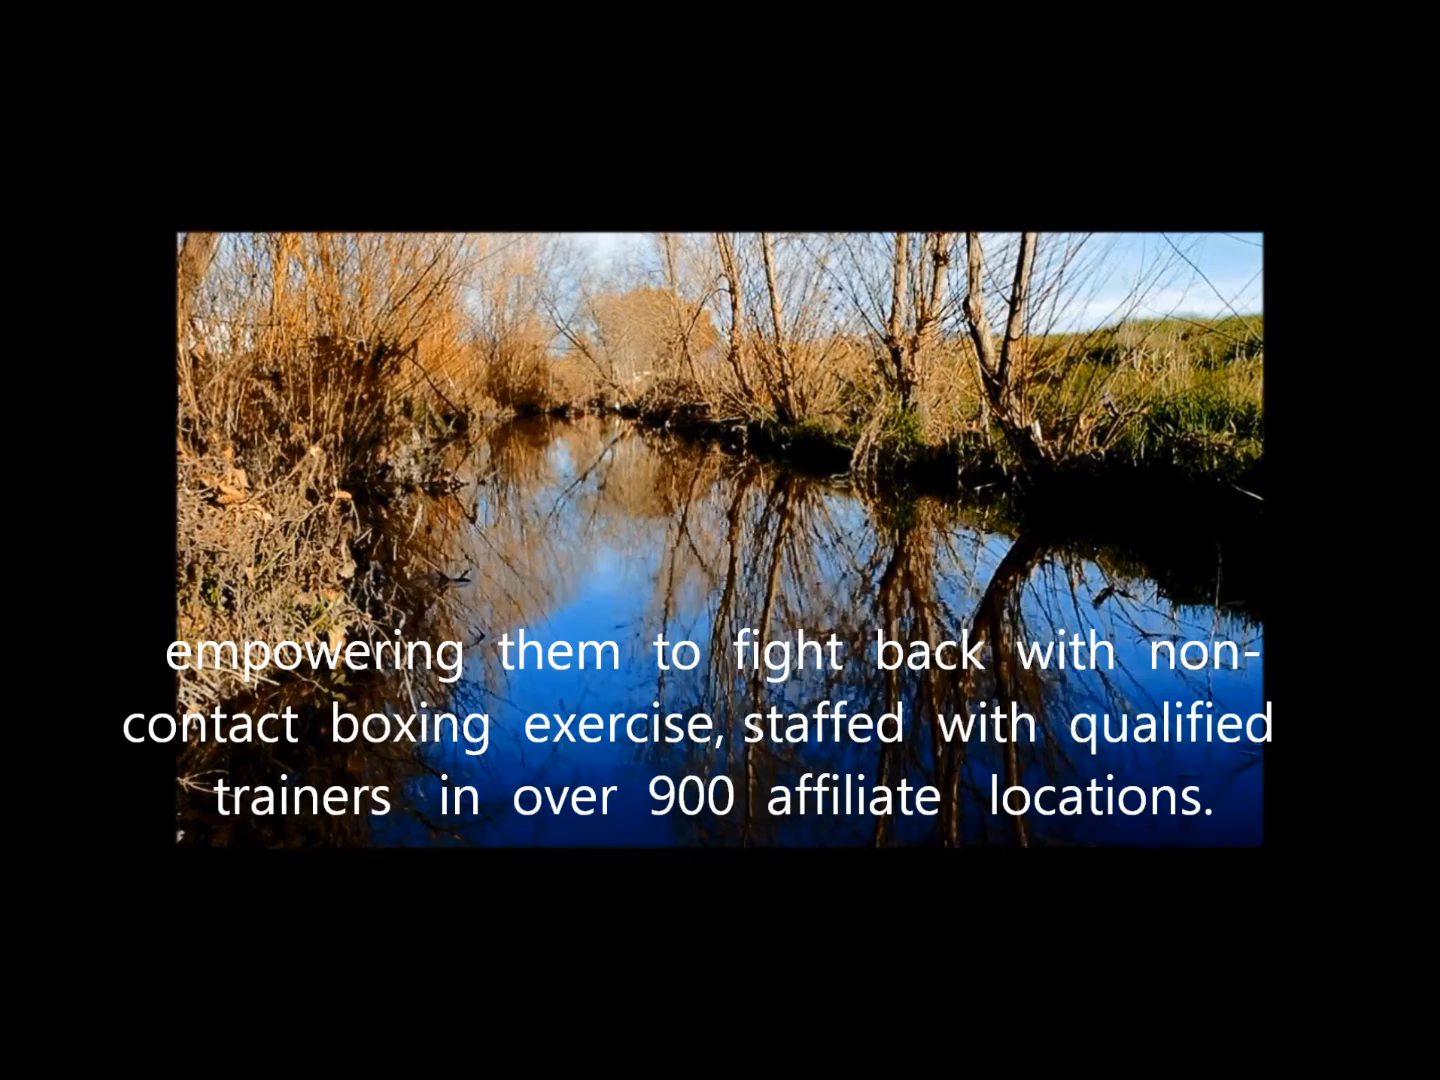 empowering them to fight back with non-
contact boxing exercise, staffed with qualified
trainers in over 900 affiliate locations.